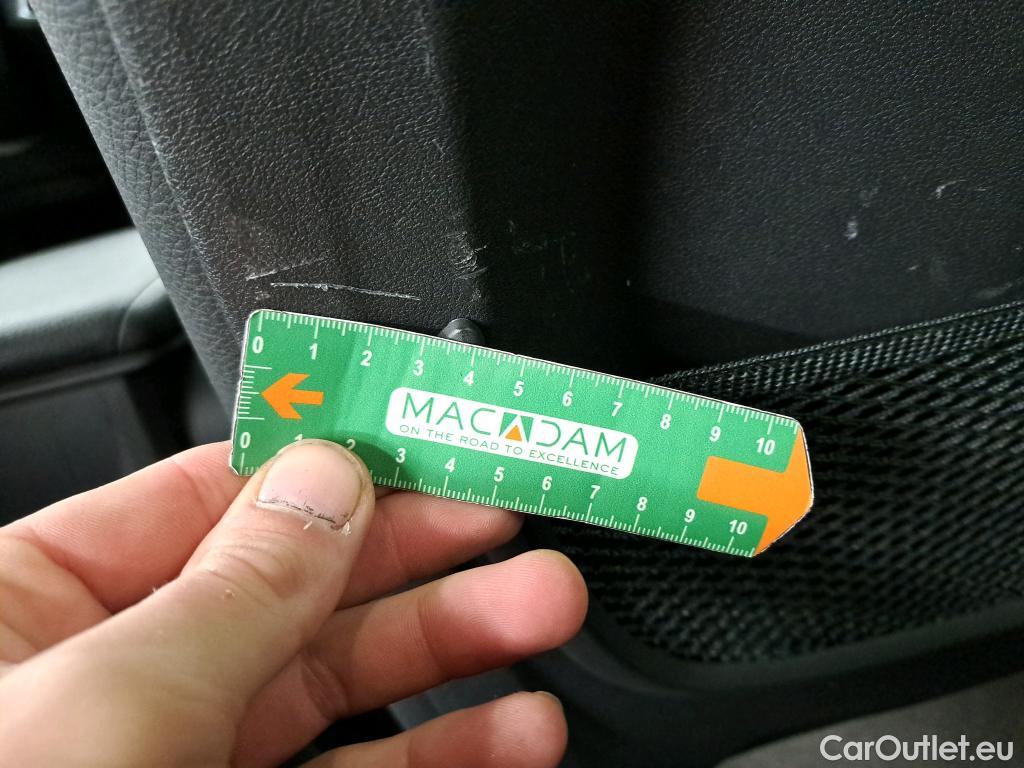 0 1 2 3 4 5 6 7 8 9 10
MACADAM
ON THE ROAD TO EXCELLENCE
0 1 2 3 4 5 6 7 8 9 10
CarOutlet.eu